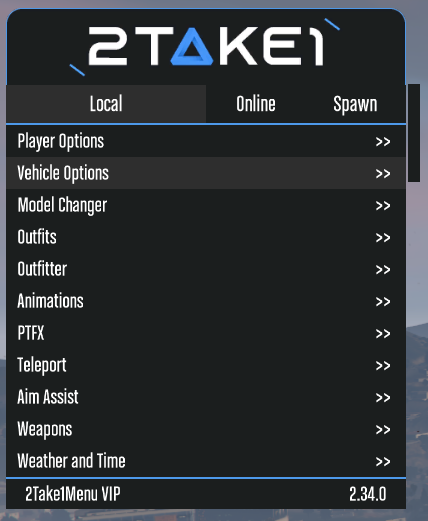 2TAKE1
Local Online Spawn
Player Options >>
Vehicle Options >>
Model Changer >>
Outfits >>
Outfitter >>
Animations >>
PTFX >>
Teleport >>
Aim Assist >>
Weapons >>
Weather and Time >>
2Take1Menu VIP 2.34.0